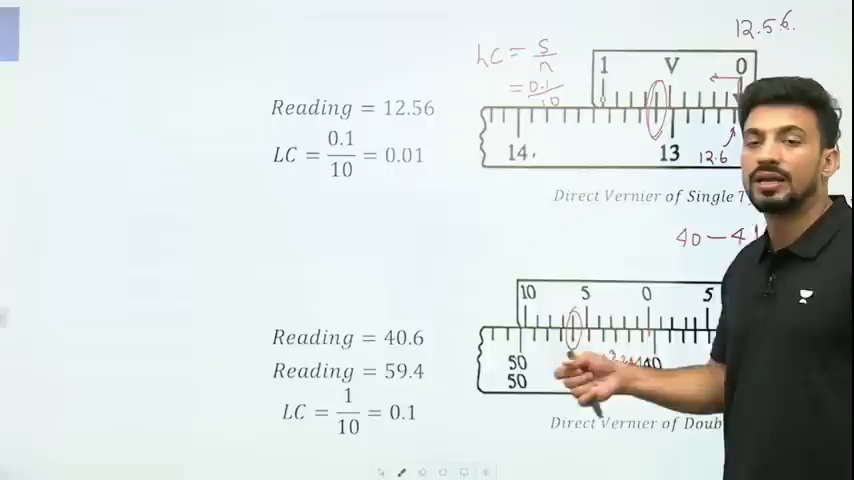 12.56.
LC = S/n
= 0.1/10
1 V 0
Reading = 12.56
LC = 0.1/10 = 0.01
14. 13 12.6
Direct Vernier of Single T
40 – 41
10 5 0 5
Reading = 40.6
Reading = 59.4
LC = 1/10 = 0.1
50 40
50
Direct Vernier of Doub